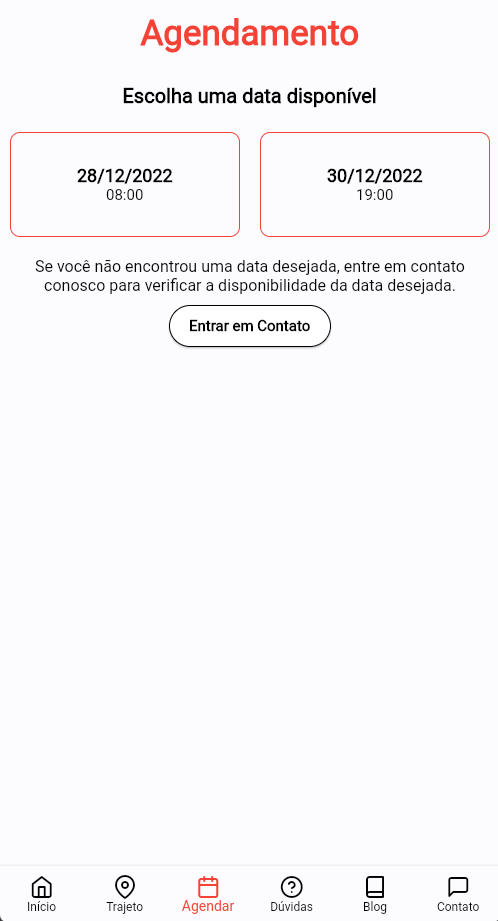 Agendamento
Escolha uma data disponível
28/12/2022
08:00
30/12/2022
19:00
Se você não encontrou uma data desejada, entre em contato
conosco para verificar a disponibilidade da data desejada.
Entrar em Contato
Início
Trajeto
Agendar
Dúvidas
Blog
Contato